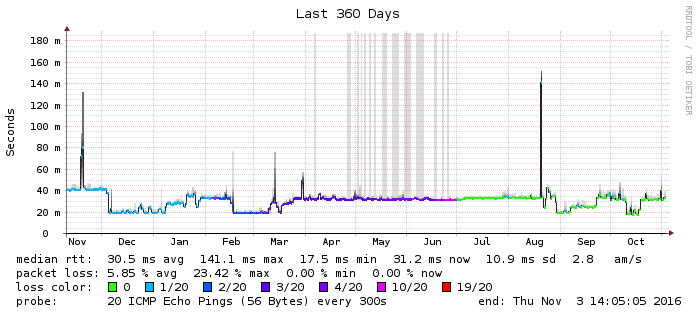 Last 360 Days
RRDTOOL / TOBI OETIKER
Seconds
180 m
160 m
140 m
120 m
100 m
80 m
60 m
40 m
20 m
0
Nov Dec Jan Feb Mar Apr May Jun Jul Aug Sep Oct
median rtt: 30.5 ms avg 141.1 ms max 17.5 ms min 31.2 ms now 10.9 ms sd 2.8 am/s
packet loss: 5.85 % avg 23.42 % max 0.00 % min 0.00 % now
loss color: 0 1/20 2/20 3/20 4/20 10/20 19/20
probe: 20 ICMP Echo Pings (56 Bytes) every 300s end: Thu Nov 3 14:05:05 2016